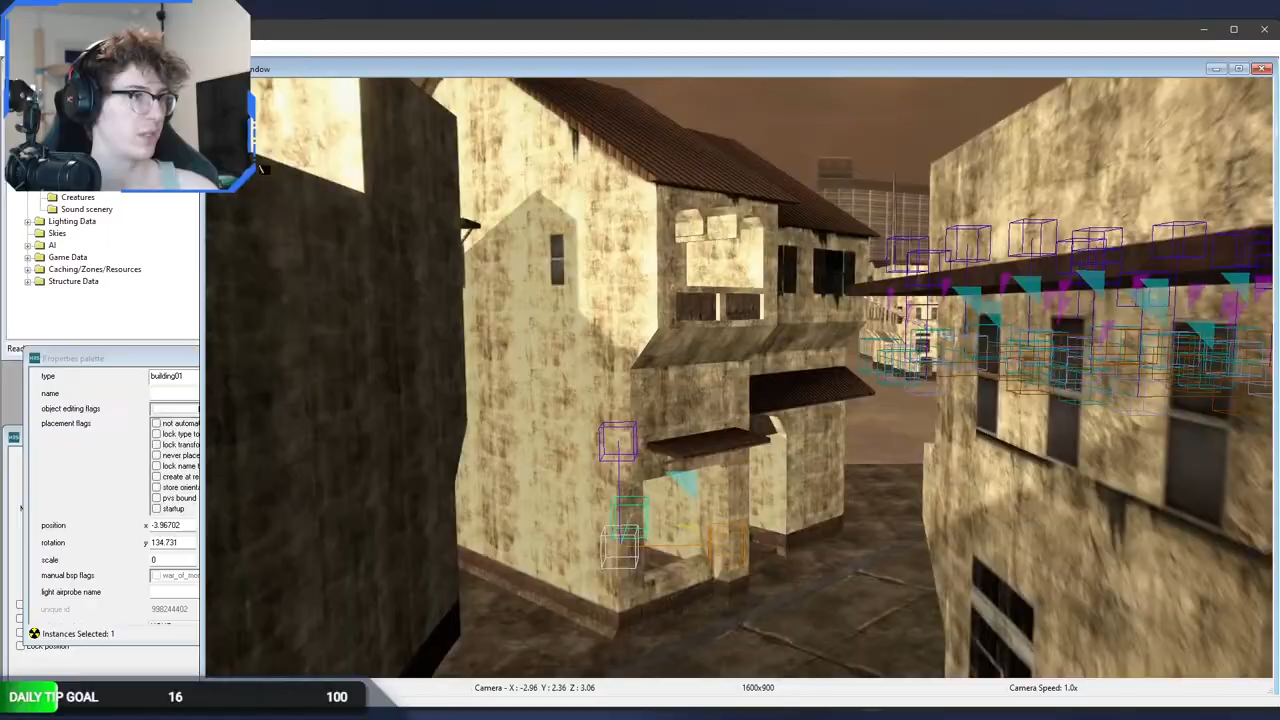 ndow
Creatures
Sound scenery
Lighting Data
Skies
AI
Game Data
Caching/Zones/Resources
Structure Data
Properties palette
type building01
name
object editing flags
placement flags
not automa
lock type to
lock transfo
never place
lock name t
create at re
store orient
pvs bound
startup
position x -3.96702
rotation y 134.731
scale 0
manual bsp flags war_of_mor
light airprobe name
unique id 998244402
Instances Selected: 1
Lock position
DAILY TIP GOAL 16 100
Camera - X : -2.96 Y : 2.36 Z : 3.06
1600x900
Camera Speed: 1.0x